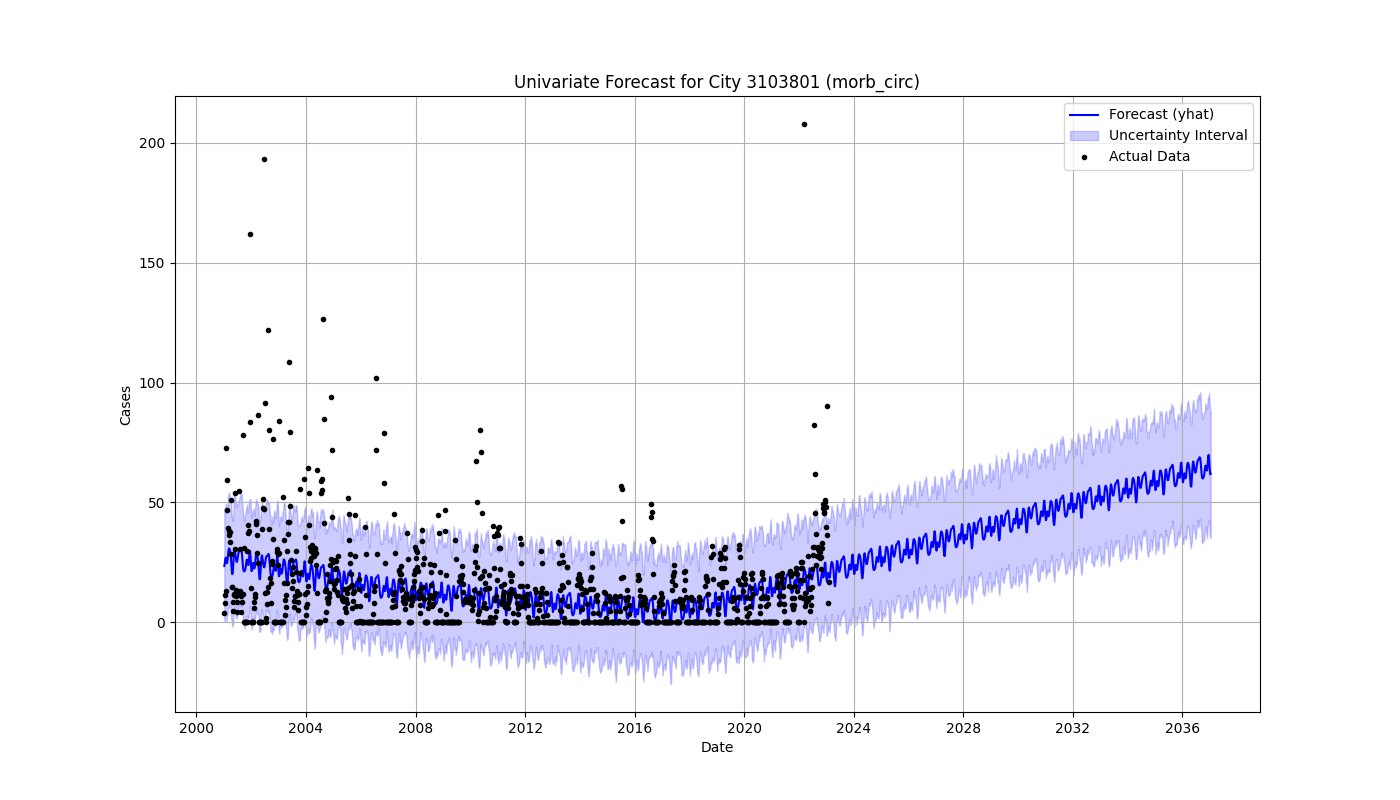 Univariate Forecast for City 3103801 (morb_circ)
Forecast (yhat)
Uncertainty Interval
Actual Data
200
150
100
50
0
Cases
2000 2004 2008 2012 2016 2020 2024 2028 2032 2036
Date